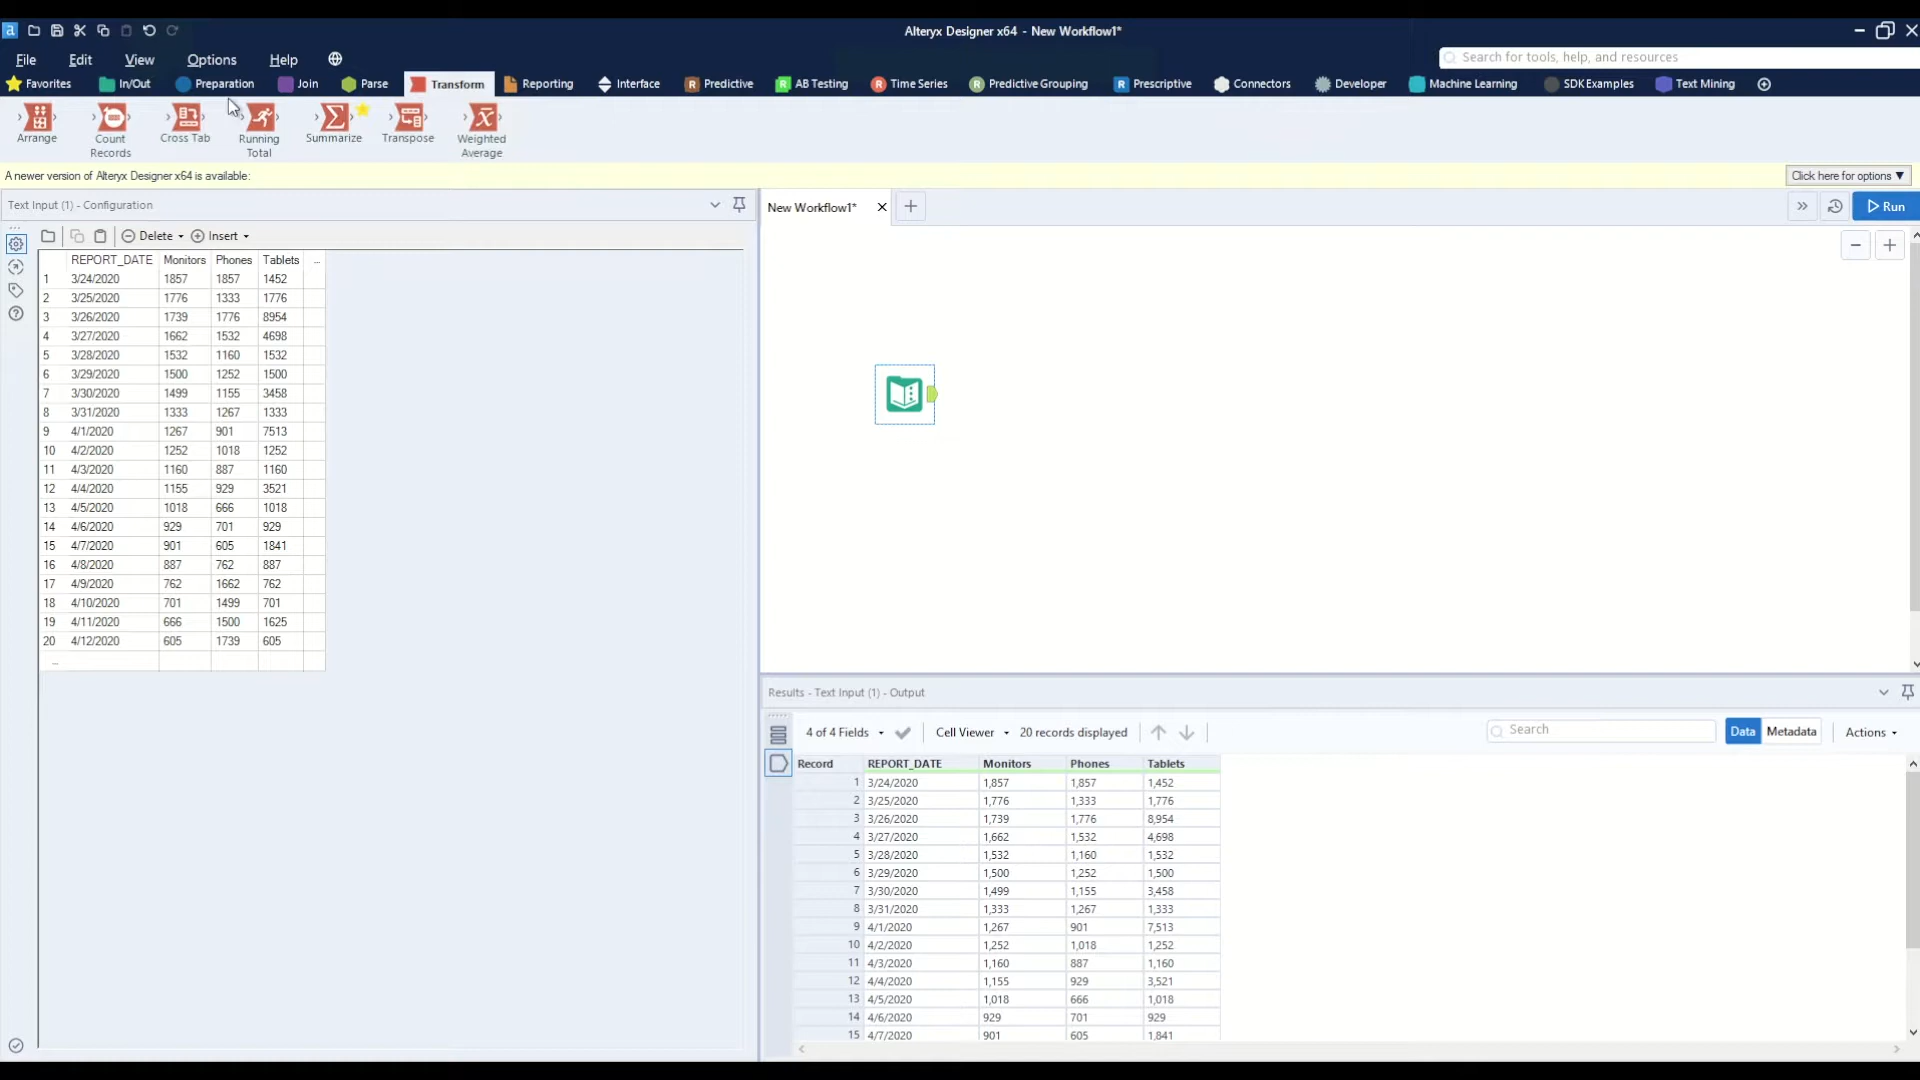 a
Alteryx Designer x64 - New Workflow1*
File Edit View Options Help
Search for tools, help, and resources
Favorites In/Out Preparation Join Parse Transform Reporting Interface Predictive AB Testing Time Series Predictive Grouping Prescriptive Connectors Developer Machine Learning SDK Examples Text Mining
Arrange Count Records Cross Tab Running Total Summarize Transpose Weighted Average
A newer version of Alteryx Designer x64 is available:
Click here for options ▼
Text Input (1) - Configuration
Delete Insert
REPORT_DATE Monitors Phones Tablets ...
1 3/24/2020 1857 1857 1452
2 3/25/2020 1776 1333 1776
3 3/26/2020 1739 1776 8954
4 3/27/2020 1662 1532 4698
5 3/28/2020 1532 1160 1532
6 3/29/2020 1500 1252 1500
7 3/30/2020 1499 1155 3458
8 3/31/2020 1333 1267 1333
9 4/1/2020 1267 901 7513
10 4/2/2020 1252 1018 1252
11 4/3/2020 1160 887 1160
12 4/4/2020 1155 929 3521
13 4/5/2020 1018 666 1018
14 4/6/2020 929 701 929
15 4/7/2020 901 605 1841
16 4/8/2020 887 762 887
17 4/9/2020 762 1662 762
18 4/10/2020 701 1499 701
19 4/11/2020 666 1500 1625
20 4/12/2020 605 1739 605
...
New Workflow1*
Run
Results - Text Input (1) - Output
4 of 4 Fields Cell Viewer 20 records displayed Search Data Metadata Actions
Record REPORT_DATE Monitors Phones Tablets
1 3/24/2020 1,857 1,857 1,452
2 3/25/2020 1,776 1,333 1,776
3 3/26/2020 1,739 1,776 8,954
4 3/27/2020 1,662 1,532 4,698
5 3/28/2020 1,532 1,160 1,532
6 3/29/2020 1,500 1,252 1,500
7 3/30/2020 1,499 1,155 3,458
8 3/31/2020 1,333 1,267 1,333
9 4/1/2020 1,267 901 7,513
10 4/2/2020 1,252 1,018 1,252
11 4/3/2020 1,160 887 1,160
12 4/4/2020 1,155 929 3,521
13 4/5/2020 1,018 666 1,018
14 4/6/2020 929 701 929
15 4/7/2020 901 605 1,841